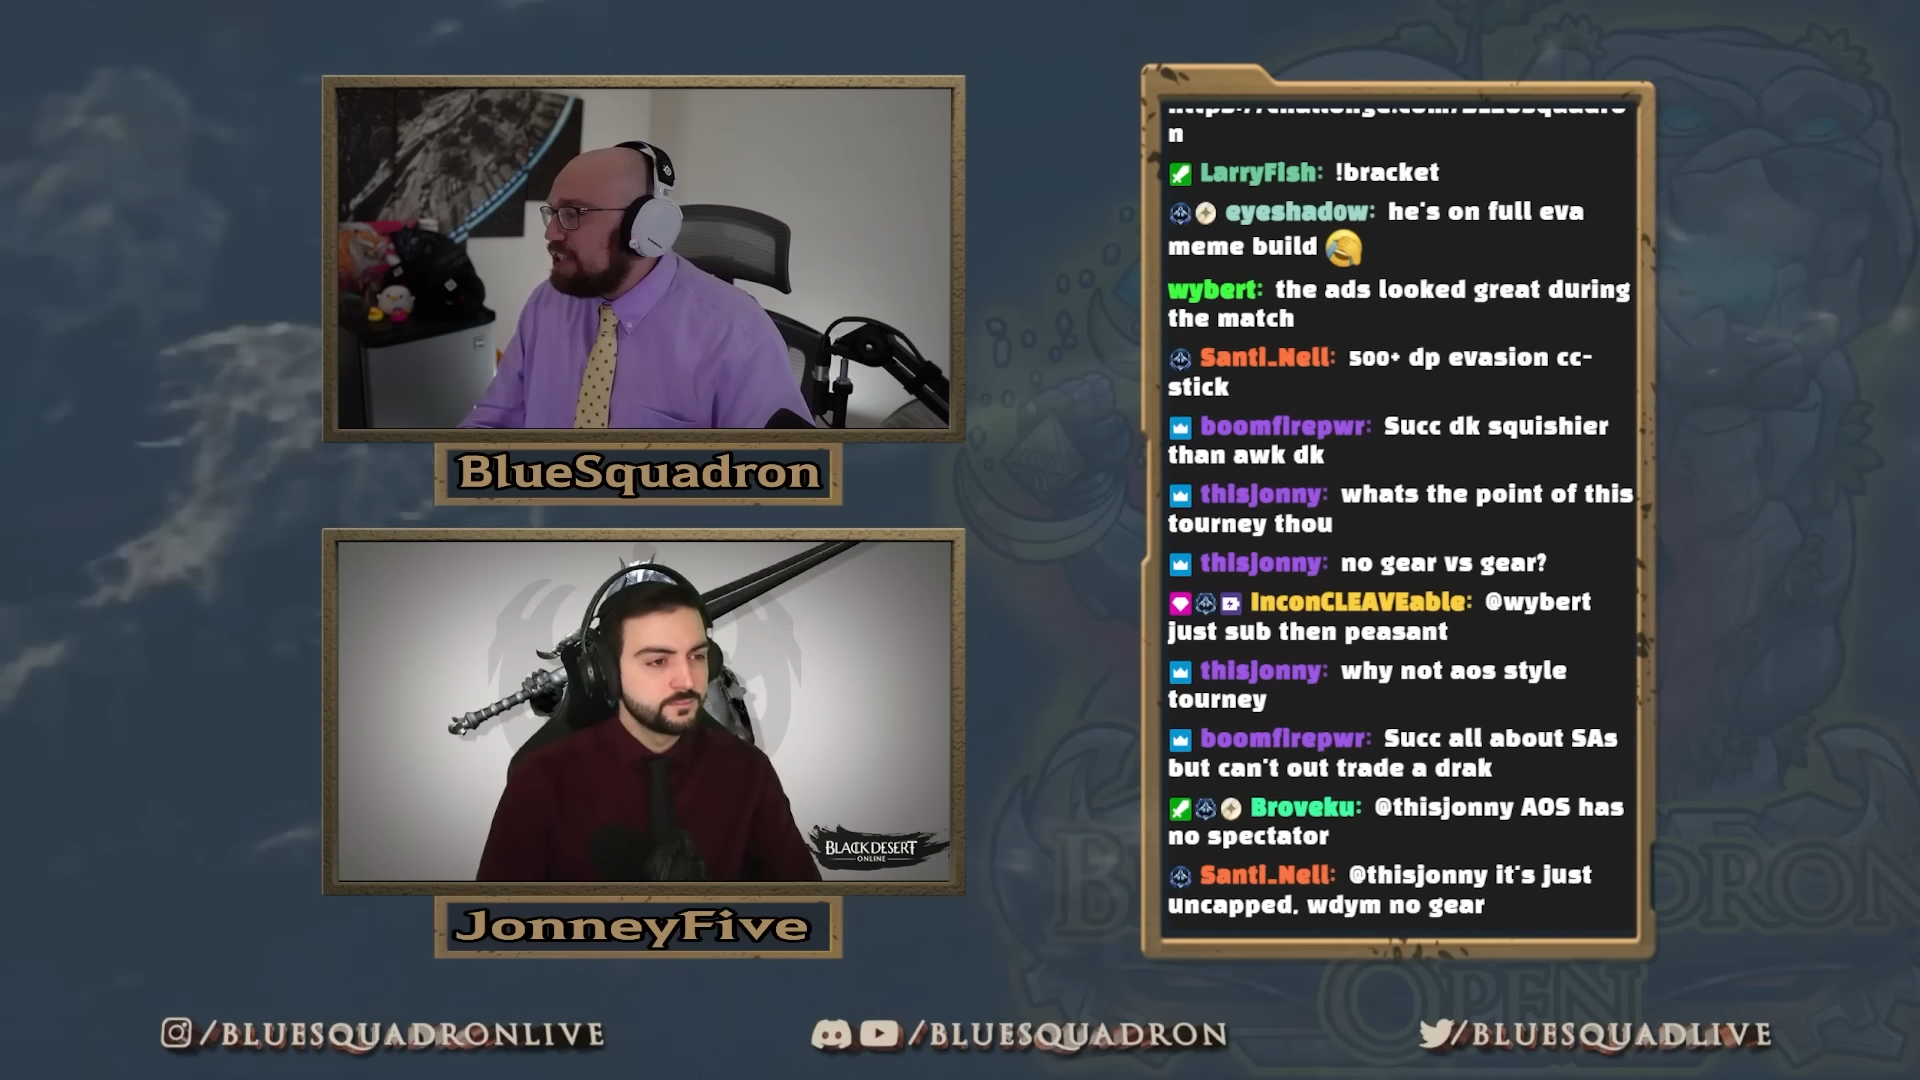 BlueSquadron
BLACK DESERT
ONLINE
JonneyFive
n
LarryFish: !bracket
eyeshadow: he's on full eva
meme build
wybert: the ads looked great during
the match
Santi_Nell: 500+ dp evasion cc-
stick
boomfirepwr: Succ dk squishier
than awk dk
thisjonny: whats the point of this
tourney thou
thisjonny: no gear vs gear?
InconCLEAVEable: @wybert
just sub then peasant
thisjonny: why not aos style
tourney
boomfirepwr: Succ all about SAs
but can't out trade a drak
Broveku: @thisjonny AOS has
no spectator
Santi_Nell: @thisjonny it's just
uncapped, wdym no gear
OPEN
/BLUESQUADRONLIVE
/BLUESQUADRON
/BLUESQUADLIVE